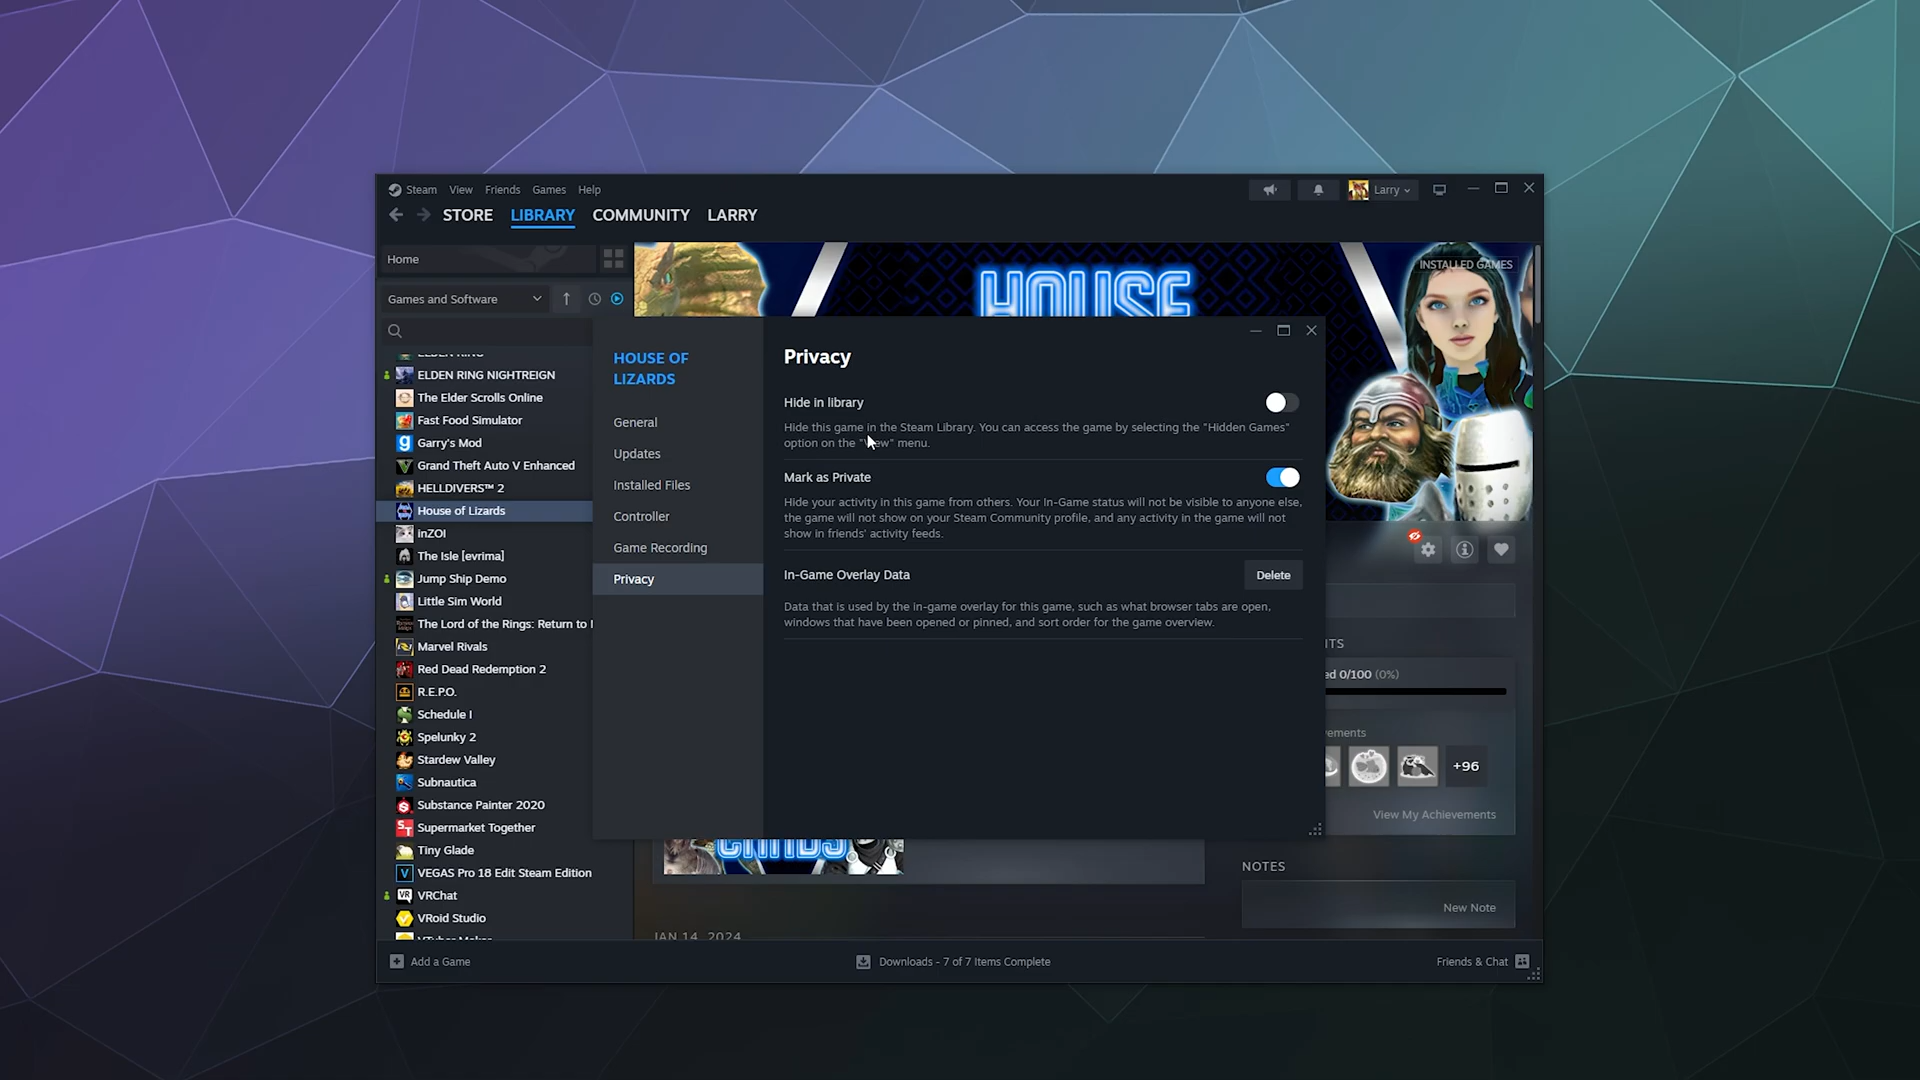 Steam View Friends Games Help
Larry
STORE LIBRARY COMMUNITY LARRY
Home
Games and Software
ELDEN RING
ELDEN RING NIGHTREIGN
The Elder Scrolls Online
Fast Food Simulator
Garry's Mod
Grand Theft Auto V Enhanced
HELLDIVERS™ 2
House of Lizards
inZOI
The Isle [evrima]
Jump Ship Demo
Little Sim World
The Lord of the Rings: Return to
Marvel Rivals
Red Dead Redemption 2
R.E.P.O.
Schedule I
Spelunky 2
Stardew Valley
Subnautica
Substance Painter 2020
Supermarket Together
Tiny Glade
VEGAS Pro 18 Edit Steam Edition
VRChat
VRoid Studio
HOUSE
INSTALLED GAMES
HOUSE OF
LIZARDS
General
Updates
Installed Files
Controller
Game Recording
Privacy
Privacy
Hide in library
Hide this game in the Steam Library. You can access the game by selecting the "Hidden Games"
option on the "View" menu.
Mark as Private
Hide your activity in this game from others. Your In-Game status will not be visible to anyone else,
the game will not show on your Steam Community profile, and any activity in the game will not
show in friends' activity feeds.
In-Game Overlay Data
Delete
Data that is used by the in-game overlay for this game, such as what browser tabs are open,
windows that have been opened or pinned, and sort order for the game overview.
NTS
ed 0/100 (0%)
ements
+96
View My Achievements
NOTES
New Note
JAN 14, 2024
Add a Game
Downloads - 7 of 7 Items Complete
Friends & Chat